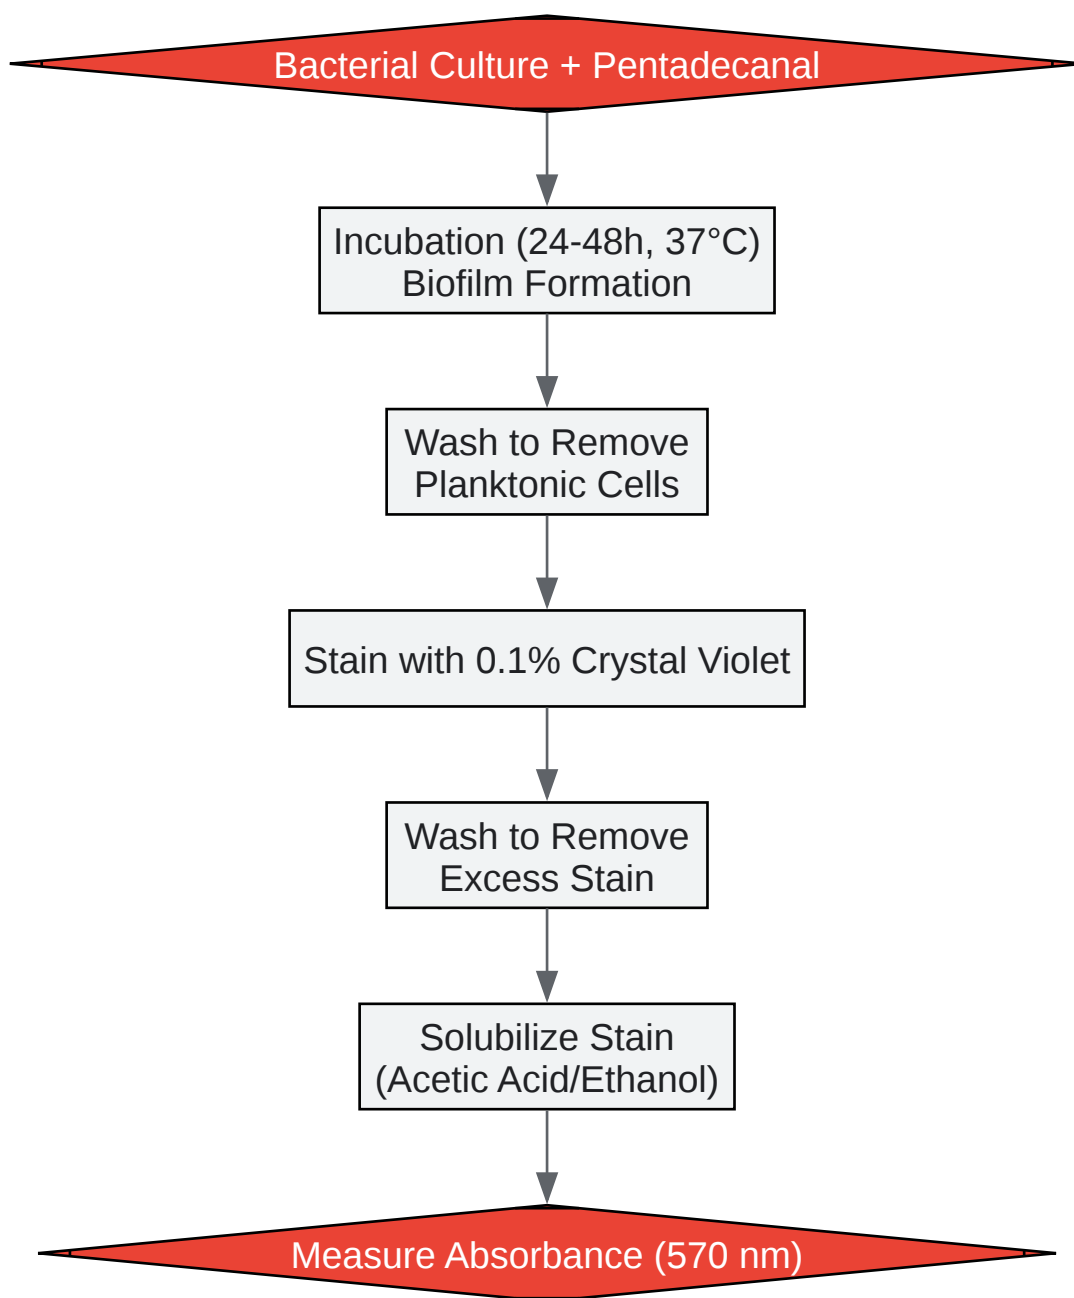 Bacterial Culture + Pentadecanal
Incubation (24-48h, 37°C)
Biofilm Formation
Wash to Remove
Planktonic Cells
Stain with 0.1% Crystal Violet
Wash to Remove
Excess Stain
Solubilize Stain
(Acetic Acid/Ethanol)
Measure Absorbance (570 nm)